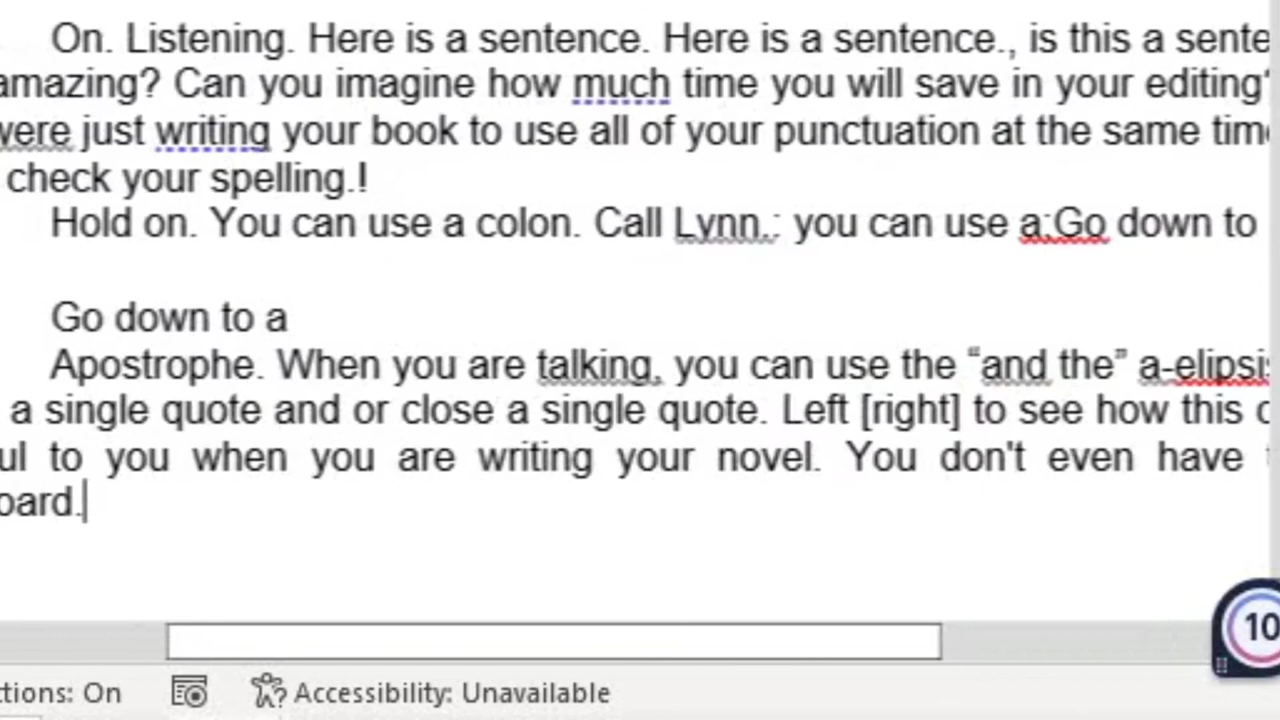 On. Listening. Here is a sentence. Here is a sentence., is this a sente
amazing? Can you imagine how much time you will save in your editing?
were just writing your book to use all of your punctuation at the same time
check your spelling.!
Hold on. You can use a colon. Call Lynn.: you can use a;Go down to
Go down to a
Apostrophe. When you are talking, you can use the “and the” a-elipsis
a single quote and or close a single quote. Left [right] to see how this
ul to you when you are writing your novel. You don't even have
oard.
10
ctions: On
Accessibility: Unavailable